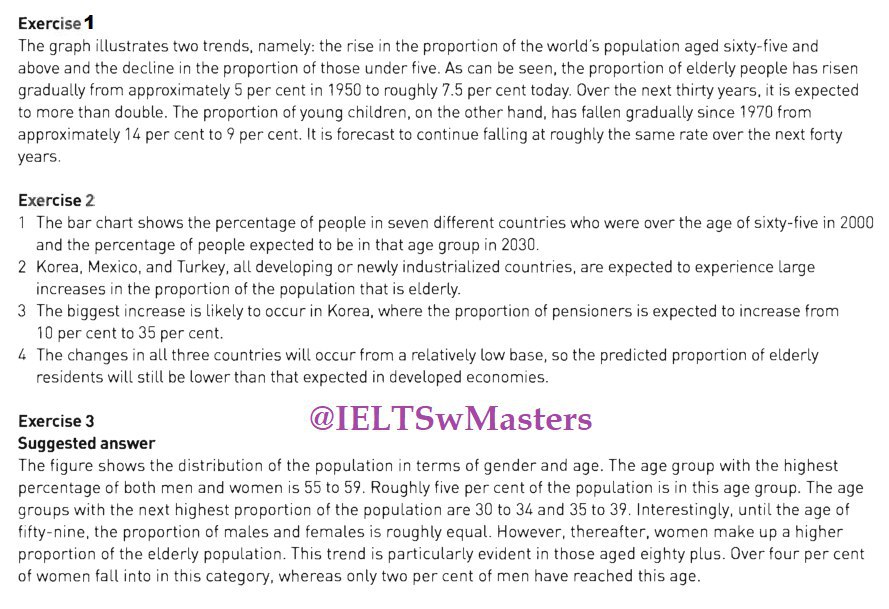 Exercise 1
The graph illustrates two trends, namely: the rise in the proportion of the world's population aged sixty-five and
above and the decline in the proportion of those under five. As can be seen, the proportion of elderly people has risen
gradually from approximately 5 per cent in 1950 to roughly 7.5 per cent today. Over the next thirty years, it is expected
to more than double. The proportion of young children, on the other hand, has fallen gradually since 1970 from
approximately 14 per cent to 9 per cent. It is forecast to continue falling at roughly the same rate over the next forty
years.
Exercise 2
1 The bar chart shows the percentage of people in seven different countries who were over the age of sixty-five in 2000
and the percentage of people expected to be in that age group in 2030.
2 Korea, Mexico, and Turkey, all developing or newly industrialized countries, are expected to experience large
increases in the proportion of the population that is elderly.
3 The biggest increase is likely to occur in Korea, where the proportion of pensioners is expected to increase from
10 per cent to 35 per cent.
4 The changes in all three countries will occur from a relatively low base, so the predicted proportion of elderly
residents will still be lower than that expected in developed economies.
Exercise 3
@IELTSwMasters
Suggested answer
The figure shows the distribution of the population in terms of gender and age. The age group with the highest
percentage of both men and women is 55 to 59. Roughly five per cent of the population is in this age group. The age
groups with the next highest proportion of the population are 30 to 34 and 35 to 39. Interestingly, until the age of
fifty-nine, the proportion of males and females is roughly equal. However, thereafter, women make up a higher
proportion of the elderly population. This trend is particularly evident in those aged eighty plus. Over four per cent
of women fall into in this category, whereas only two per cent of men have reached this age.